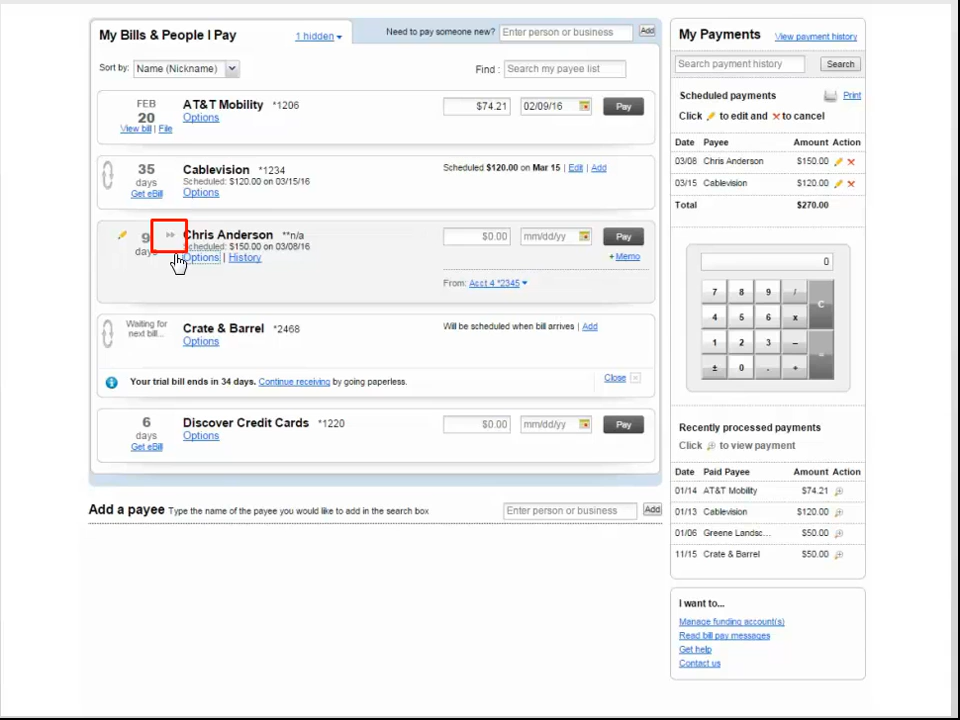 My Bills & People I Pay
1 hidden
Need to pay someone new?
Enter person or business
Add
Sort by:
Name (Nickname)
Find :
Search my payee list
FEB
20
View bill | File
AT&T Mobility *1206
Options
$74.21
02/09/16
Pay
35
days
Get eBill
Cablevision *1234
Scheduled: $120.00 on 03/15/16
Options
Scheduled $120.00 on Mar 15 | Edit | Add
9
days
Chris Anderson **n/a
Scheduled: $150.00 on 03/08/16
Options | History
$0.00
mm/dd/yy
Pay
+ Memo
From: Acct 4 *2345
Waiting for
next bill...
Crate & Barrel *2468
Options
Will be scheduled when bill arrives | Add
Your trial bill ends in 34 days. Continue receiving by going paperless.
Close
6
days
Get eBill
Discover Credit Cards *1220
Options
$0.00
mm/dd/yy
Pay
Add a payee Type the name of the payee you would like to add in the search box
Enter person or business
Add
My Payments
View payment history
Search payment history
Search
Scheduled payments
Print
Click to edit and to cancel
Date Payee Amount Action
03/08 Chris Anderson $150.00
03/15 Cablevision $120.00
Total $270.00
0
7 8 9 / C
4 5 6 x
1 2 3 – =
± 0 . +
Recently processed payments
Click to view payment
Date Paid Payee Amount Action
01/14 AT&T Mobility $74.21
01/13 Cablevision $120.00
01/06 Greene Landsc... $50.00
11/15 Crate & Barrel $50.00
I want to...
Manage funding account(s)
Read bill pay messages
Get help
Contact us